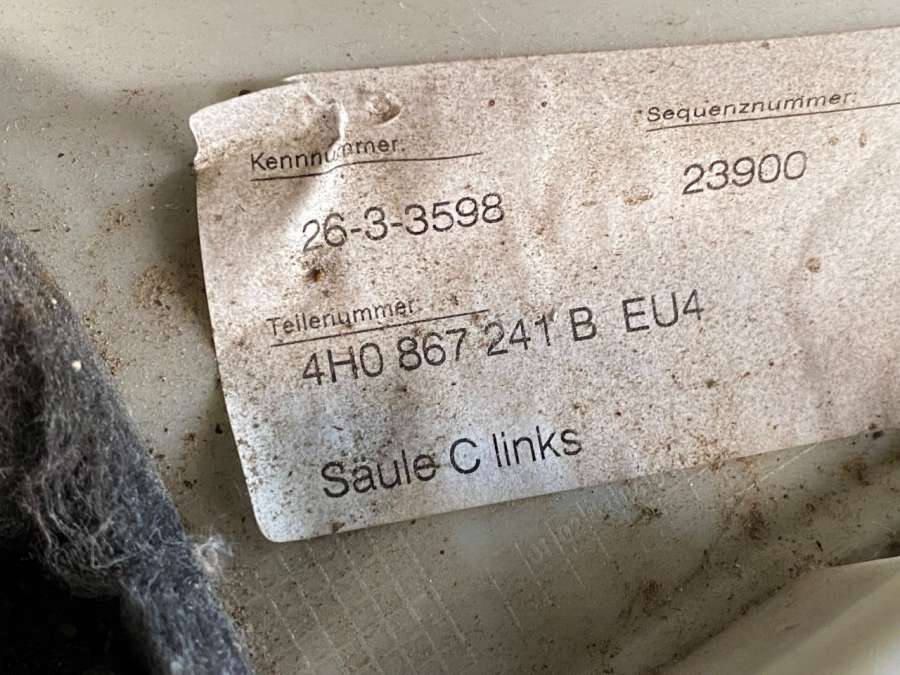 Kennnummer:
Sequenznummer:
26-3-3598
23900
Teilenummer:
4H0 867 241 B EU4
Säule C links